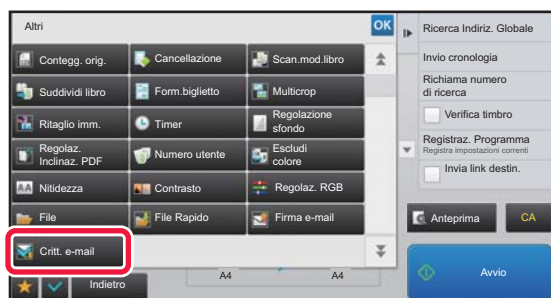 Altri
OK
Contegg. orig.
Cancellazione
Scan.mod.libro
Suddividi libro
Form.biglietto
Multicrop
Ritaglio imm.
Timer
Regolazione
sfondo
Regolaz.
Inclinaz. PDF
Numero utente
Escludi
colore
AA
Nitidezza
Contrasto
Regolaz. RGB
File
File Rapido
Firma e-mail
Critt. e-mail
Indietro
A4
A4
Ricerca Indiriz. Globale
Invio cronologia
Richiama numero
di ricerca
Verifica timbro
Registraz. Programma
Registra impostazioni correnti
Invia link destin.
Anteprima
CA
Avvio